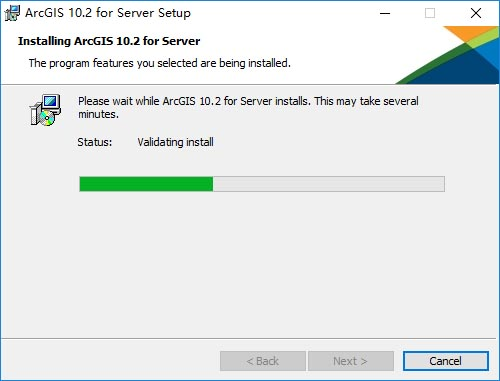 ArcGIS 10.2 for Server Setup
Installing ArcGIS 10.2 for Server
The program features you selected are being installed.
Please wait while ArcGIS 10.2 for Server installs. This may take several
minutes.
Status: Validating install
< Back Next > Cancel